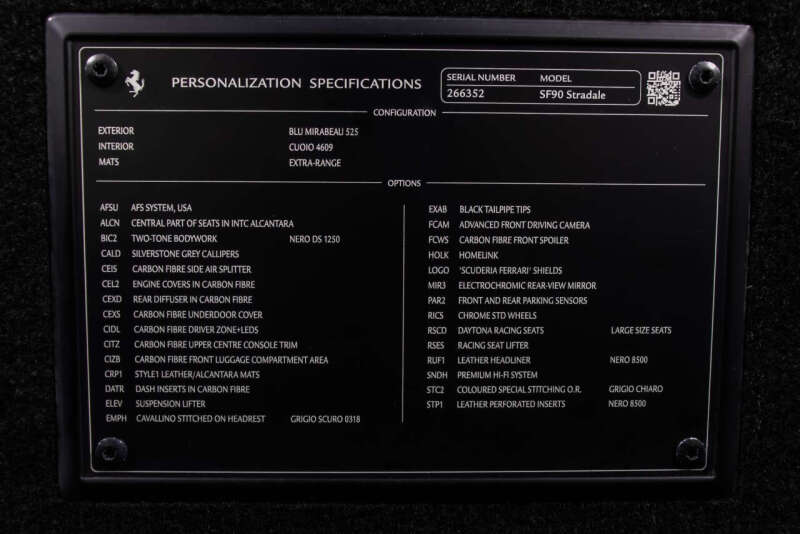 PERSONALIZATION SPECIFICATIONS
SERIAL NUMBER MODEL
266352 SF90 Stradale
CONFIGURATION
EXTERIOR BLU MIRABEAU 525
INTERIOR CUOIO 4609
MATS EXTRA-RANGE
OPTIONS
AFSU AFS SYSTEM, USA
ALCN CENTRAL PART OF SEATS IN INTC ALCANTARA
BIC2 TWO-TONE BODYWORK NERO DS 1250
CALD SILVERSTONE GREY CALLIPERS
CEIS CARBON FIBRE SIDE AIR SPLITTER
CEL2 ENGINE COVERS IN CARBON FIBRE
CEXD REAR DIFFUSER IN CARBON FIBRE
CEXS CARBON FIBRE UNDERDOOR COVER
CIDL CARBON FIBRE DRIVER ZONE+LEDS
CITZ CARBON FIBRE UPPER CENTRE CONSOLE TRIM
CIZB CARBON FIBRE FRONT LUGGAGE COMPARTMENT AREA
CRP1 STYLE1 LEATHER/ALCANTARA MATS
DATR DASH INSERTS IN CARBON FIBRE
ELEV SUSPENSION LIFTER
EMPH CAVALLINO STITCHED ON HEADREST GRIGIO SCURO 0318
EXAB BLACK TAILPIPE TIPS
FCAM ADVANCED FRONT DRIVING CAMERA
FCWS CARBON FIBRE FRONT SPOILER
HOLK HOMELINK
LOGO 'SCUDERIA FERRARI' SHIELDS
MIR3 ELECTROCHROMIC REAR-VIEW MIRROR
PAR2 FRONT AND REAR PARKING SENSORS
RICS CHROME STD WHEELS
RSCD DAYTONA RACING SEATS LARGE SIZE SEATS
RSES RACING SEAT LIFTER
RUF1 LEATHER HEADLINER NERO 8500
SNDH PREMIUM HI-FI SYSTEM
STC2 COLOURED SPECIAL STITCHING O.R. GRIGIO CHIARO
STP1 LEATHER PERFORATED INSERTS NERO 8500